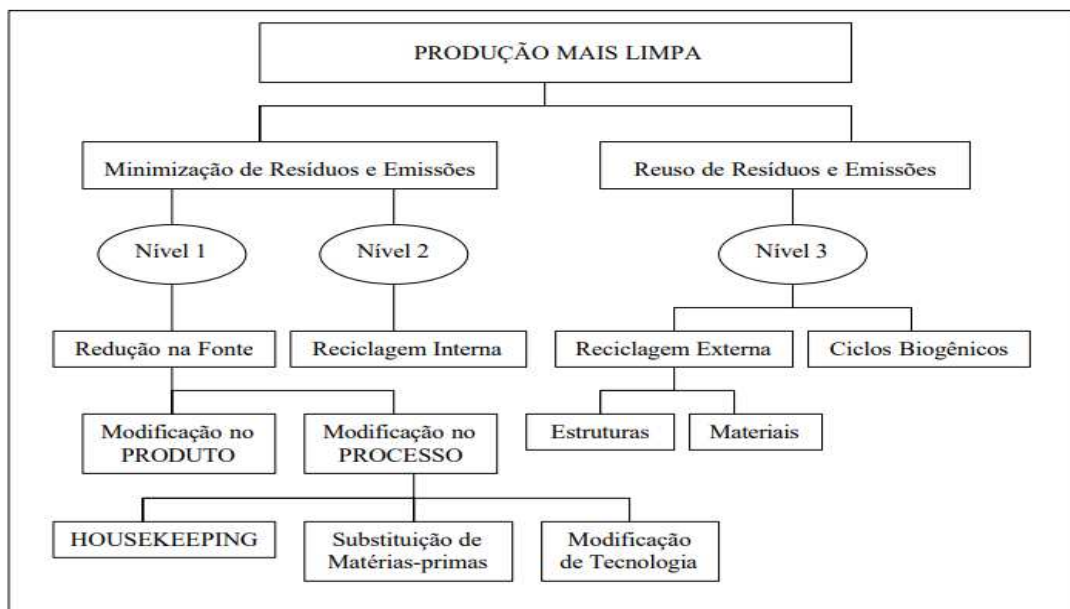 PRODUÇÃO MAIS LIMPA
Minimização de Resíduos e Emissões
Reuso de Resíduos e Emissões
Nível 1
Nível 2
Nível 3
Redução na Fonte
Reciclagem Interna
Reciclagem Externa
Ciclos Biogênicos
Modificação no
PRODUTO
Modificação no
PROCESSO
Estruturas
Materiais
HOUSEKEEPING
Substituição de
Matérias-primas
Modificação
de Tecnologia